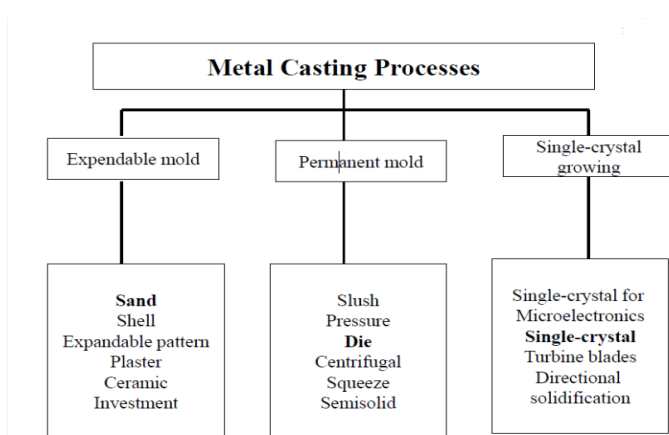 Metal Casting Processes
Expendable mold
Permanent mold
Single-crystal
growing
Sand
Shell
Expandable pattern
Plaster
Ceramic
Investment
Slush
Pressure
Die
Centrifugal
Squeeze
Semisolid
Single-crystal for
Microelectronics
Single-crystal
Turbine blades
Directional
solidification